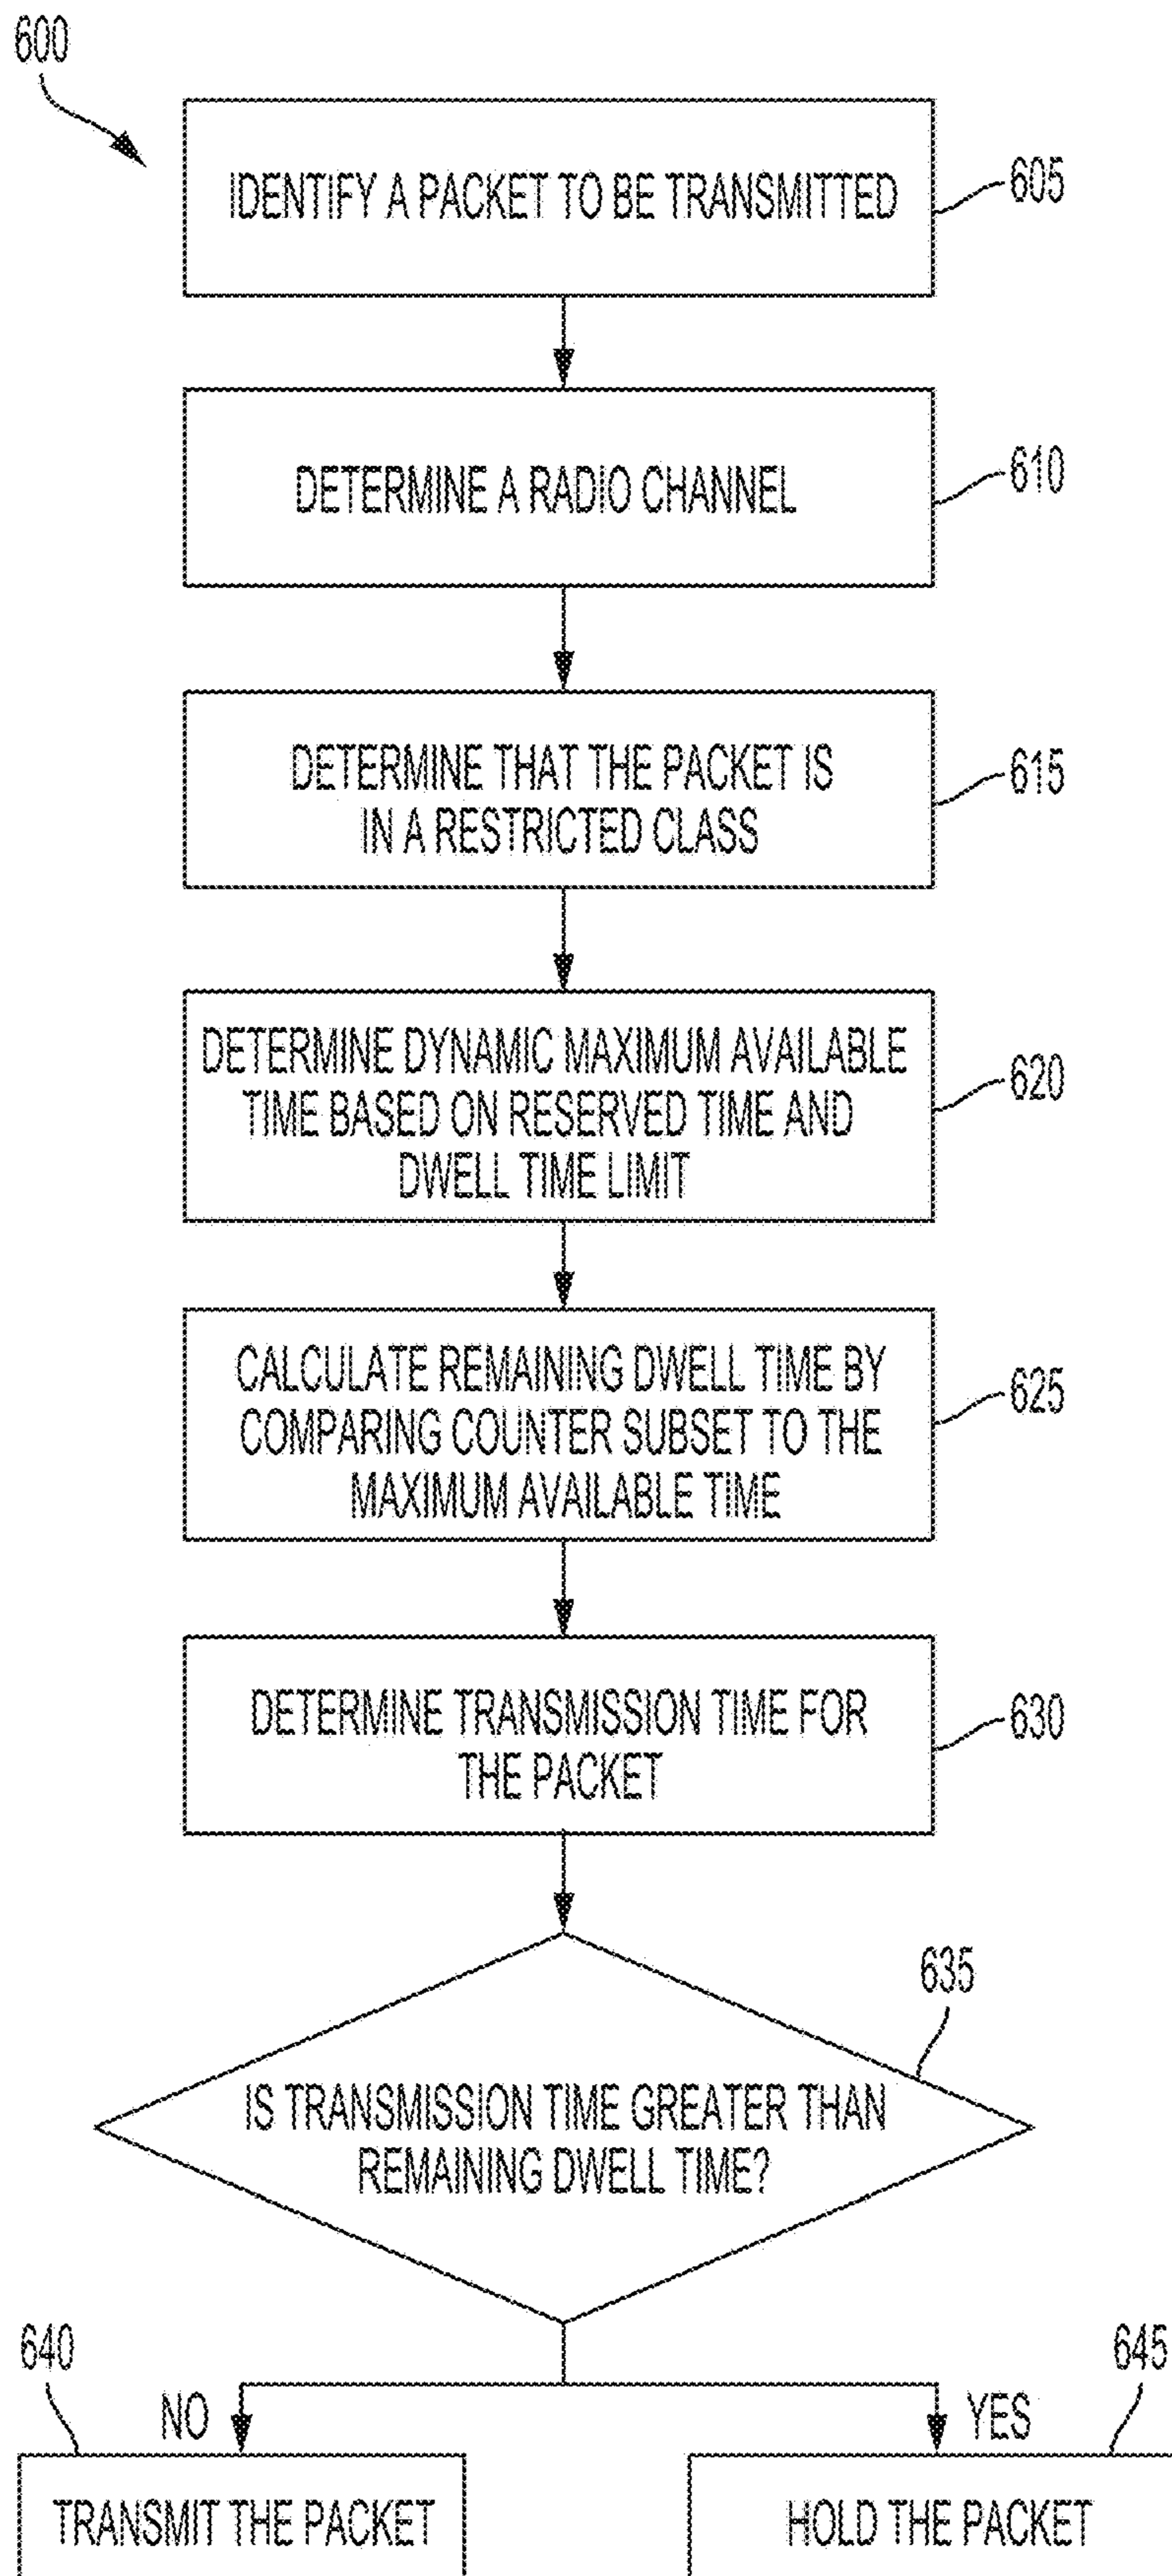 600
IDENTIFY A PACKET TO BE TRANSMITTED
605
DETERMINE A RADIO CHANNEL
610
DETERMINE THAT THE PACKET IS
IN A RESTRICTED CLASS
615
DETERMINE DYNAMIC MAXIMUM AVAILABLE
TIME BASED ON RESERVED TIME AND
DWELL TIME LIMIT
620
CALCULATE REMAINING DWELL TIME BY
COMPARING COUNTER SUBSET TO THE
MAXIMUM AVAILABLE TIME
625
DETERMINE TRANSMISSION TIME FOR
THE PACKET
630
635
IS TRANSMISSION TIME GREATER THAN
REMAINING DWELL TIME?
640
645
NO
YES
TRANSMIT THE PACKET
HOLD THE PACKET